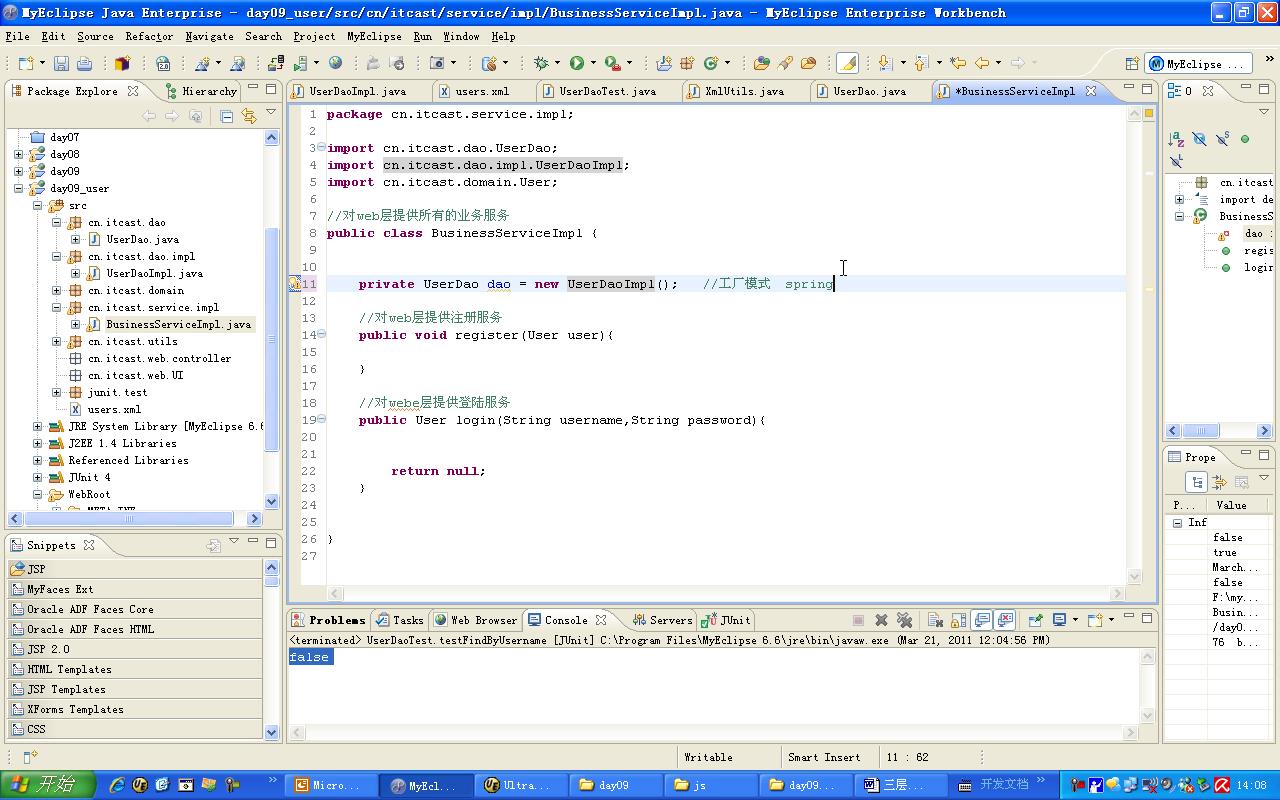 MyEclipse Java Enterprise - day09_user/src/cn/itcast/service/impl/BusinessServiceImpl.java - MyEclipse Enterprise Workbench
File Edit Source Refactor Navigate Search Project MyEclipse Run Window Help
MyEclipse ...
Package Explore
Hierarchy
day07
day08
day09
day09_user
src
cn.itcast.dao
UserDao.java
cn.itcast.dao.impl
UserDaoImpl.java
cn.itcast.domain
cn.itcast.service.impl
BusinessServiceImpl.java
cn.itcast.utils
cn.itcast.web.controller
cn.itcast.web.UI
junit.test
users.xml
JRE System Library [MyEclipse 6.6
J2EE 1.4 Libraries
Referenced Libraries
JUnit 4
WebRoot
Snippets
JSP
MyFaces Ext
Oracle ADF Faces Core
Oracle ADF Faces HTML
JSP 2.0
HTML Templates
JSP Templates
XForms Templates
CSS
UserDaoImpl.java users.xml UserDaoTest.java XmlUtils.java UserDao.java *BusinessServiceImpl
1 package cn.itcast.service.impl;
2
3 import cn.itcast.dao.UserDao;
4 import cn.itcast.dao.impl.UserDaoImpl;
5 import cn.itcast.domain.User;
6
7 //对web层提供所有的业务服务
8 public class BusinessServiceImpl {
9
10
11 private UserDao dao = new UserDaoImpl(); //工厂模式 spring
12
13 //对web层提供注册服务
14 public void register(User user){
15
16 }
17
18 //对webe层提供登陆服务
19 public User login(String username,String password){
20
21
22 return null;
23 }
24
25
26 }
27
Problems Tasks Web Browser Console Servers JUnit
<terminated> UserDaoTest.testFindByUsername [JUnit] C:\Program Files\MyEclipse 6.6\jre\bin\javaw.exe (Mar 21, 2011 12:04:56 PM)
false
O
cn.itcast
import de
BusinessS
dao :
regis
login
Prope
P... Value
Inf
false
true
March...
false
F:\my...
Busin...
/day0...
76 b...
Writable Smart Insert 11 : 62
开始 Micro... MyEcl... Ultra... day09 js day09... 三层... 开发文档 14:08